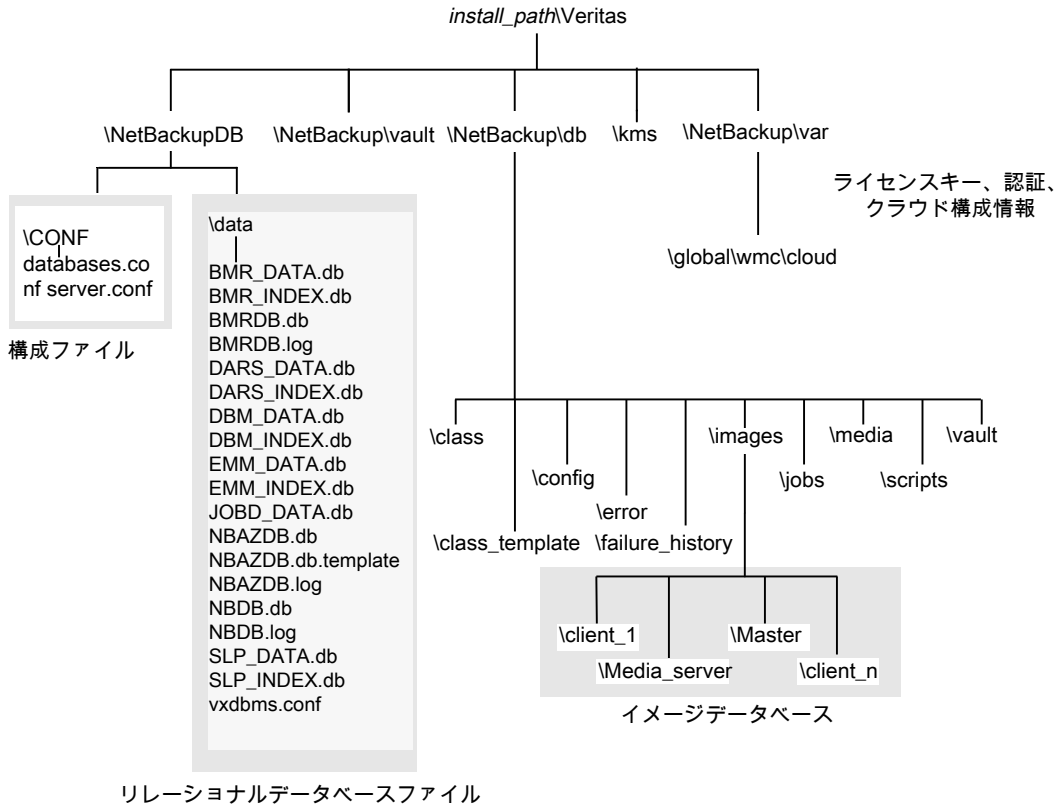 install_path\Veritas
\NetBackupDB
\NetBackup\vault
\NetBackup\db
\kms
\NetBackup\var
ライセンスキー、認証、
クラウド構成情報
\global\wmc\cloud
\CONF
databases.co
nf server.conf
構成ファイル
\data
BMR_DATA.db
BMR_INDEX.db
BMRDB.db
BMRDB.log
DARS_DATA.db
DARS_INDEX.db
DBM_DATA.db
DBM_INDEX.db
EMM_DATA.db
EMM_INDEX.db
JOBD_DATA.db
NBAZDB.db
NBAZDB.db.template
NBAZDB.log
NBDB.db
NBDB.log
SLP_DATA.db
SLP_INDEX.db
vxdbms.conf
リレーショナルデータベースファイル
\class
\images
\media
\vault
\config
\jobs
\scripts
\error
\class_template
\failure_history
\client_1
\Master
\Media_server
\client_n
イメージデータベース